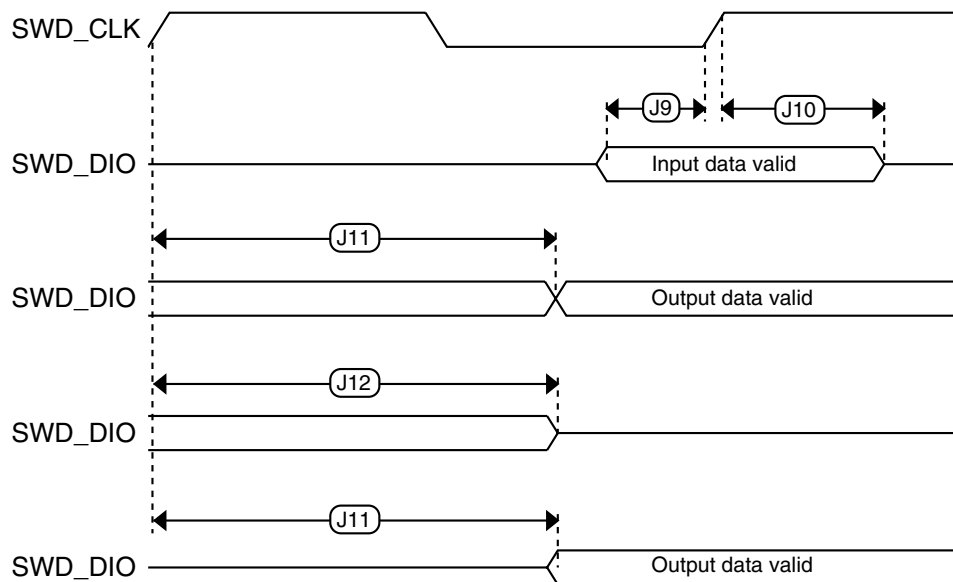 SWD_CLK
J9
J10
SWD_DIO
Input data valid
J11
SWD_DIO
Output data valid
J12
SWD_DIO
J11
SWD_DIO
Output data valid